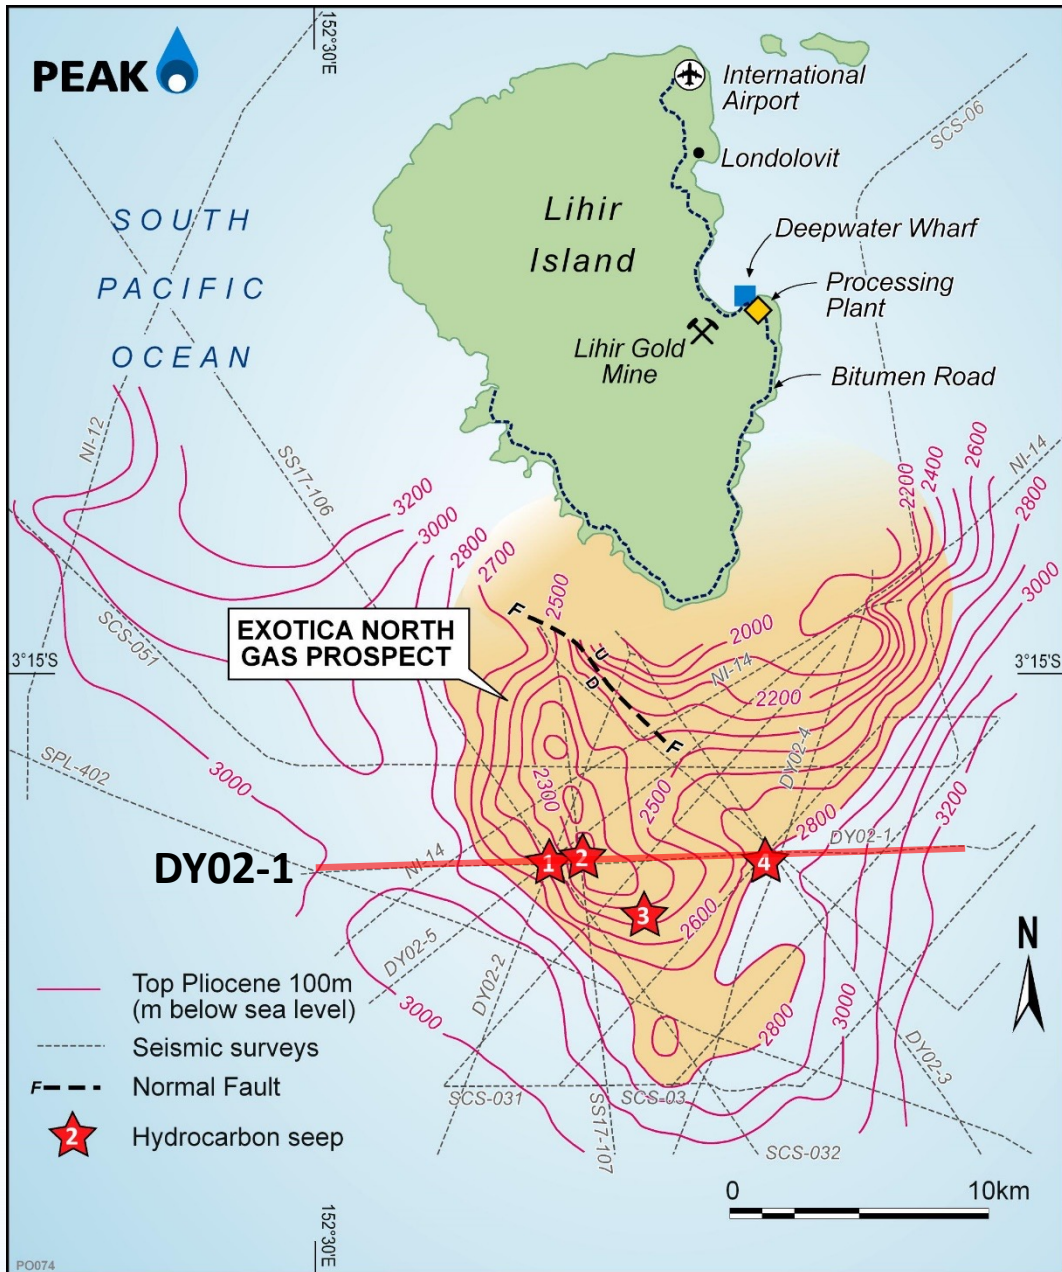 PEAK
152°30'E
International
Airport
SCS-06
Londolovit
SOUTH
PACIFIC
OCEAN
Lihir
Island
Deepwater Wharf
Processing
Plant
Lihir Gold
Mine
Bitumen Road
NI-12
SS17-106
3200
3000
2800
2700
2200
2400
2600
NI-14
2800
3000
SCS-051
EXOTICA NORTH
GAS PROSPECT
F
2500
U
D
F
2000
NI-14
2200
3°15'S
3°15'S
SPL-402
3000
2300
2500
DY02-4
2800
3200
DY02-1
DY02-1
NI-14
1
2
4
3
2600
DY02-5
DY02-2
3000
2800
3000
DY02-3
N
SCS-031
SCS-03
SS17-107
SCS-032
Top Pliocene 100m
(m below sea level)
Seismic surveys
F
Normal Fault
2
Hydrocarbon seep
0
10km
152°30'E
PO074